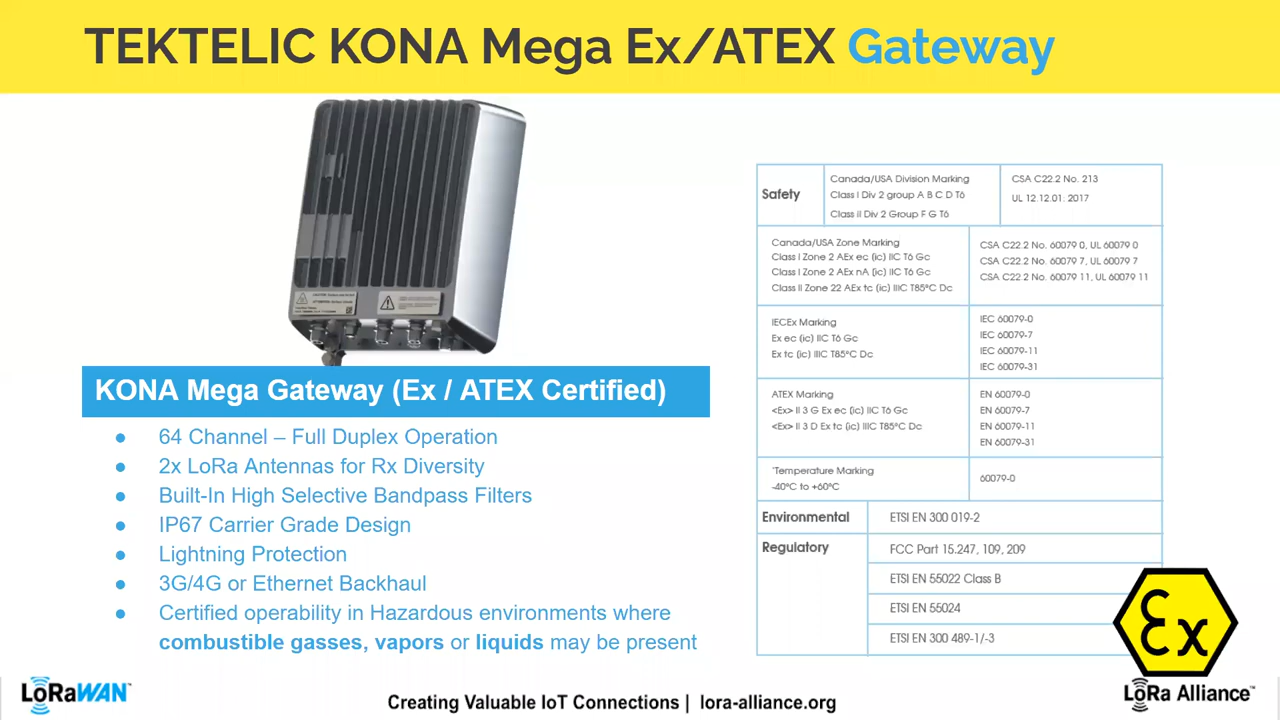 TEKTELIC KONA Mega Ex/ATEX Gateway
KONA Mega Gateway (Ex / ATEX Certified)
● 64 Channel – Full Duplex Operation
● 2x LoRa Antennas for Rx Diversity
● Built-In High Selective Bandpass Filters
● IP67 Carrier Grade Design
● Lightning Protection
● 3G/4G or Ethernet Backhaul
● Certified operability in Hazardous environments where
combustible gasses, vapors or liquids may be present
Safety
Canada/USA Division Marking
Class I Div 2 group A B C D T6
Class II Div 2 Group F G T6
CSA C22.2 No. 213
UL 12.12.01. 2017
Canada/USA Zone Marking
Class I Zone 2 AEx ec (ic) IIC T6 Gc
Class I Zone 2 AEx nA (ic) IIC T6 Gc
Class II Zone 22 AEx tc (ic) IIIC T85°C Dc
CSA C22.2 No. 60079 0, UL 60079 0
CSA C22.2 No. 60079 7, UL 60079 7
CSA C22.2 No. 60079 11, UL 60079 11
IECEx Marking
Ex ec (ic) IIC T6 Gc
Ex tc (ic) IIIC T85°C Dc
IEC 60079-0
IEC 60079-7
IEC 60079-11
IEC 60079-31
ATEX Marking
<Ex> II 3 G Ex ec (ic) IIC T6 Gc
<Ex> II 3 D Ex tc (ic) IIIC T85°C Dc
EN 60079-0
EN 60079-7
EN 60079-11
EN 60079-31
'Temperature Marking
-40°C to +60°C
60079-0
Environmental
ETSI EN 300 019-2
Regulatory
FCC Part 15.247, 109, 209
ETSI EN 55022 Class B
ETSI EN 55024
ETSI EN 300 489-1/-3
Ex
LoRaWAN™
Creating Valuable IoT Connections | lora-alliance.org
LoRa Alliance™